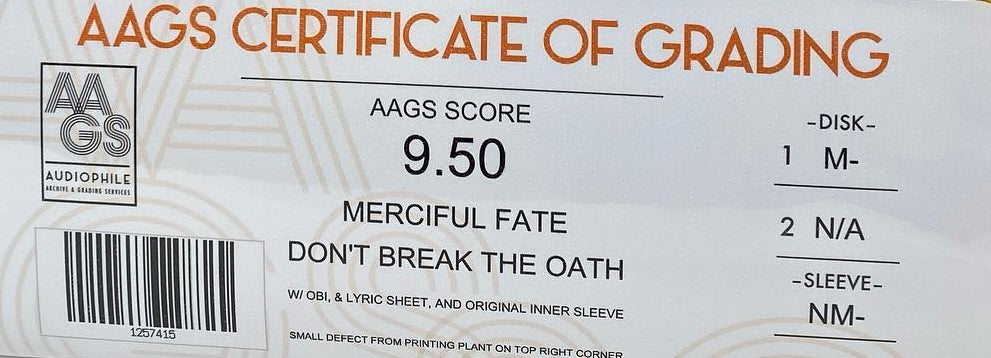 AAGS CERTIFICATE OF GRADING
AA
GS
AUDIOPHILE
ARCHIVE & GRADING SERVICES
1257415
AAGS SCORE
9.50
MERCIFUL FATE
DON'T BREAK THE OATH
W/ OBI, & LYRIC SHEET, AND ORIGINAL INNER SLEEVE
SMALL DEFECT FROM PRINTING PLANT ON TOP RIGHT CORNER
-DISK-
1 M-
2 N/A
-SLEEVE-
NM-